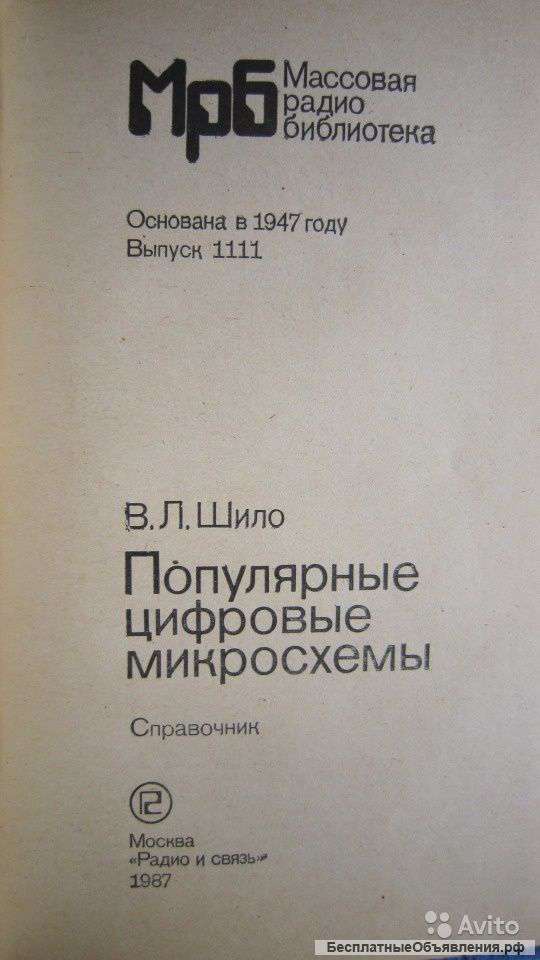 Мрб Массовая
радио
библиотека
Основана в 1947 году
Выпуск 1111
В. Л. Шило
Популярные
цифровые
микросхемы
Справочник
Москва
«Радио и связь»
1987
Avito
БесплатныеОбъявления.рф